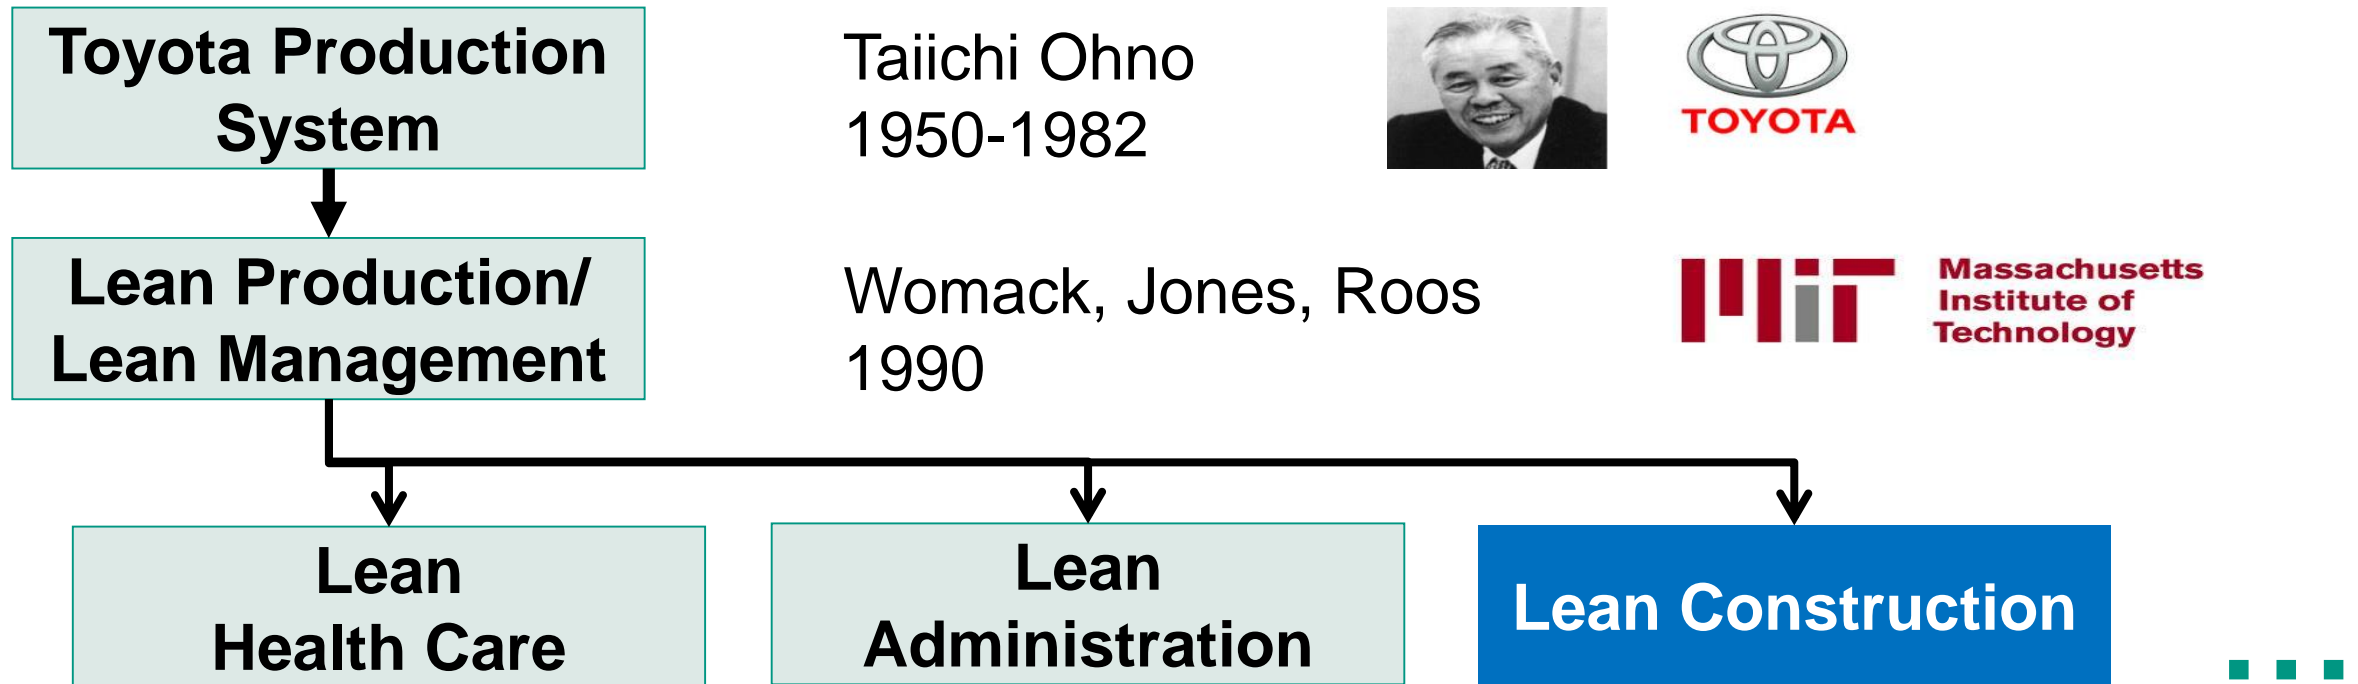 Toyota Production
System
Taiichi Ohno
1950-1982
TOYOTA
Lean Production/
Lean Management
Womack, Jones, Roos
1990
MiT
Massachusetts
Institute of
Technology
Lean
Health Care
Lean
Administration
Lean Construction
...